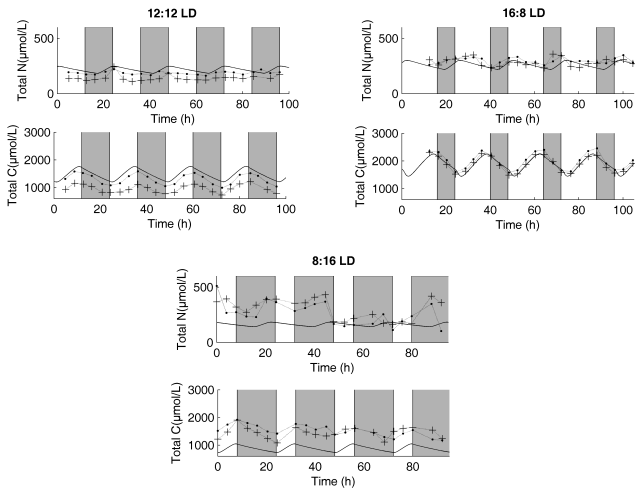 12:12 LD
16:8 LD
Total N(μmol/L)
500
0
0 20 40 60 80 100
Time (h)
Total N(μmol/L)
500
0
0 20 40 60 80 100
Time (h)
Total C(μmol/L)
3000
2000
1000
0 20 40 60 80 100
Time (h)
Total C(μmol/L)
3000
2000
1000
0 20 40 60 80 100
Time (h)
8:16 LD
Total N(μmol/L)
500
0
0 20 40 60 80
Time (h)
Total C(μmol/L)
3000
2000
1000
0 20 40 60 80
Time (h)